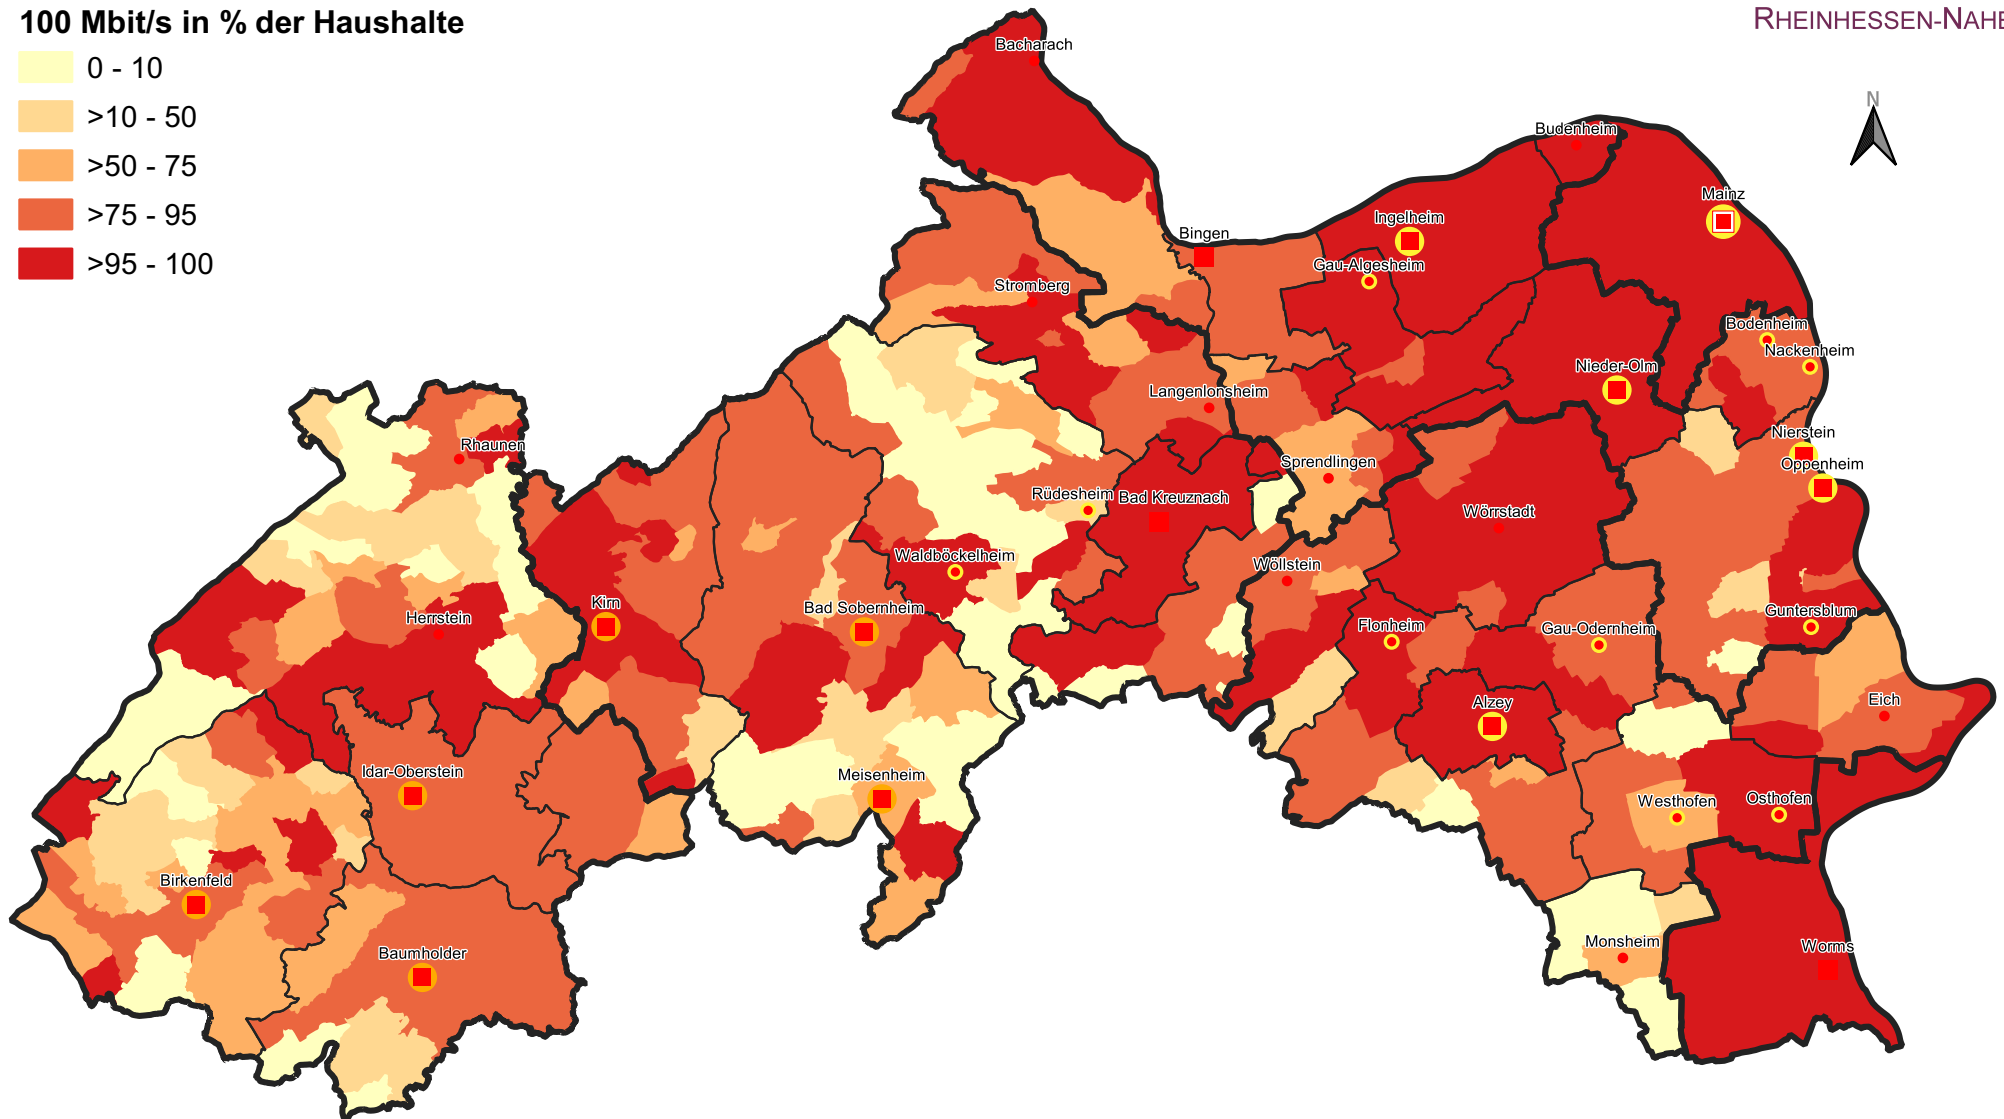 100 Mbit/s in % der Haushalte
RHEINHESSEN-NAHE
0 - 10
>10 - 50
>50 - 75
>75 - 95
>95 - 100
N
Bacharach
Budenheim
Mainz
Ingelheim
Bingen
Gau-Algesheim
Stromberg
Bodenheim
Nackenheim
Nieder-Olm
Langenlonsheim
Nierstein
Rhaunen
Sprendlingen
Oppenheim
Rüdesheim
Bad Kreuznach
Wörrstadt
Waldböckelheim
Wöllstein
Kirn
Bad Sobernheim
Herrstein
Guntersblum
Flonheim
Gau-Odernheim
Alzey
Eich
Idar-Oberstein
Meisenheim
Westhofen
Osthofen
Birkenfeld
Monsheim
Worms
Baumholder